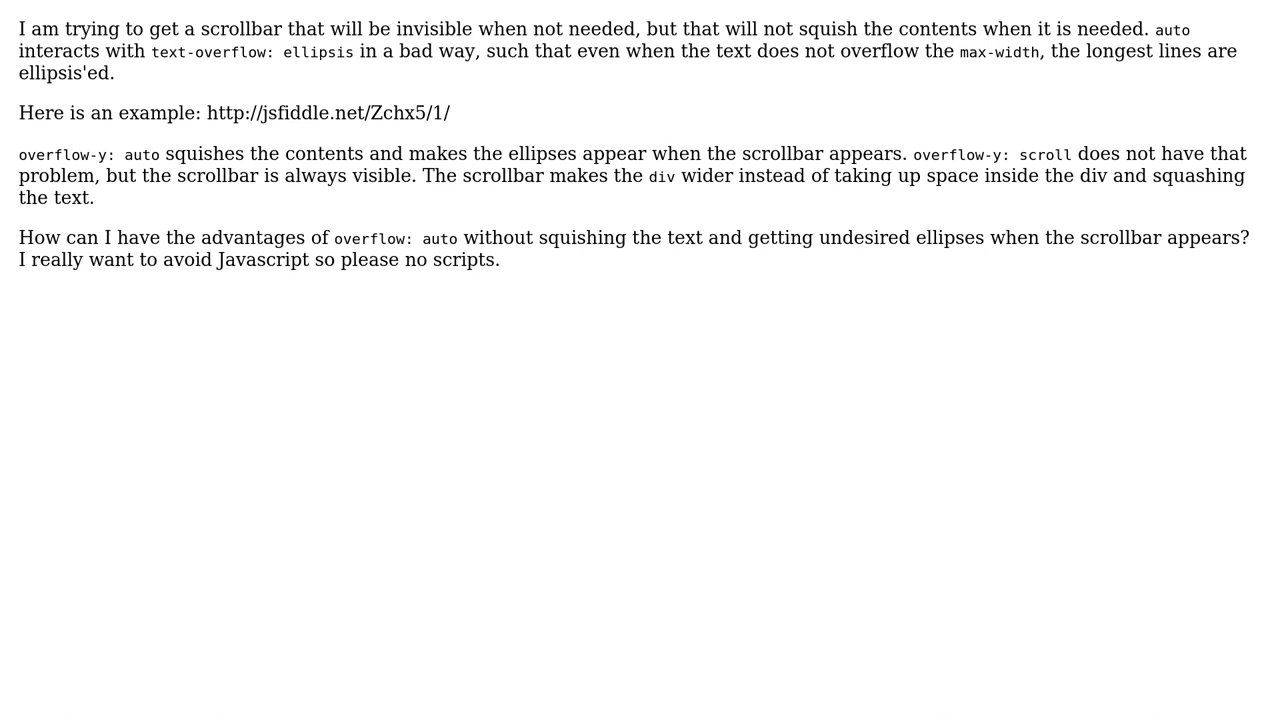 I am trying to get a scrollbar that will be invisible when not needed, but that will not squish the contents when it is needed. auto
interacts with text-overflow: ellipsis in a bad way, such that even when the text does not overflow the max-width, the longest lines are
ellipsis'ed.
Here is an example: http://jsfiddle.net/Zchx5/1/
overflow-y: auto squishes the contents and makes the ellipses appear when the scrollbar appears. overflow-y: scroll does not have that
problem, but the scrollbar is always visible. The scrollbar makes the div wider instead of taking up space inside the div and squashing
the text.
How can I have the advantages of overflow: auto without squishing the text and getting undesired ellipses when the scrollbar appears?
I really want to avoid Javascript so please no scripts.